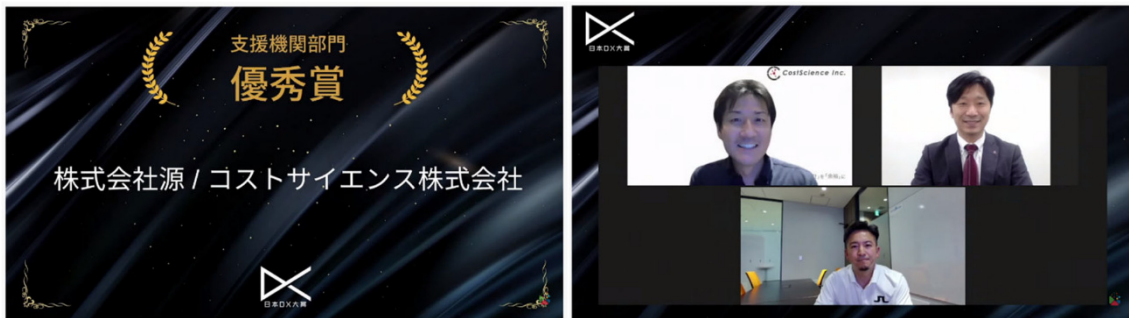 支援機関部門
優秀賞
株式会社源 / コストサイエンス株式会社
日本DX大賞
日本DX大賞
CostScience Inc.